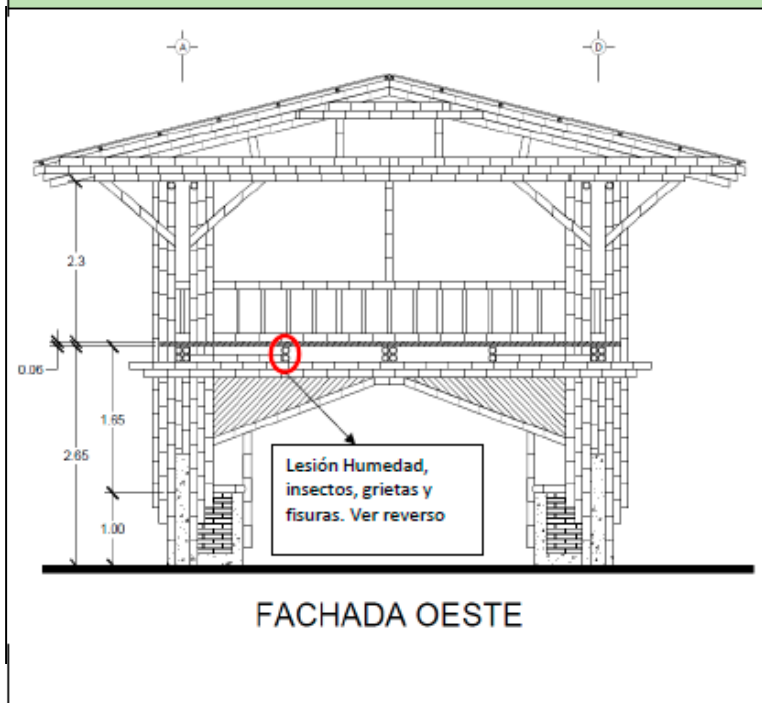 A
D
2.3
0.06
1.65
2.65
1.00
Lesión Humedad,
insectos, grietas y
fisuras. Ver reverso
FACHADA OESTE